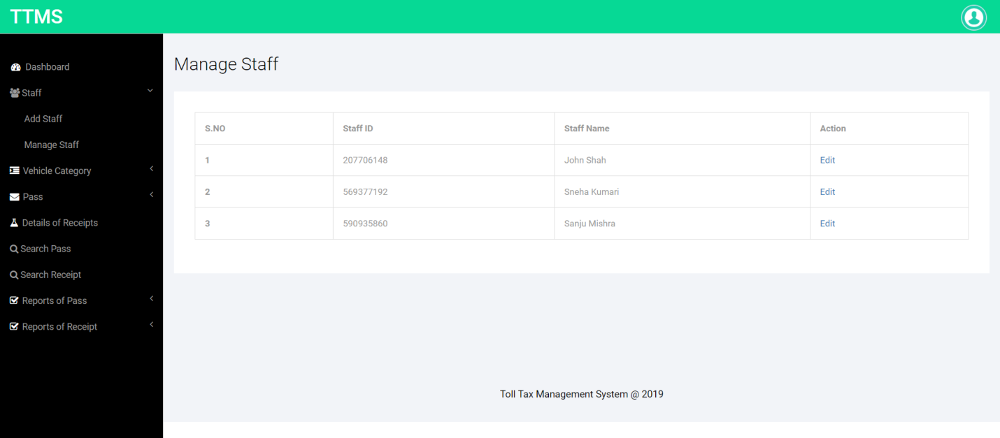 TTMS
Dashboard
Staff
Add Staff
Manage Staff
Vehicle Category
Pass
Details of Receipts
Search Pass
Search Receipt
Reports of Pass
Reports of Receipt
Manage Staff
S.NO Staff ID Staff Name Action
1 207706148 John Shah Edit
2 569377192 Sneha Kumari Edit
3 590935860 Sanju Mishra Edit
Toll Tax Management System @ 2019